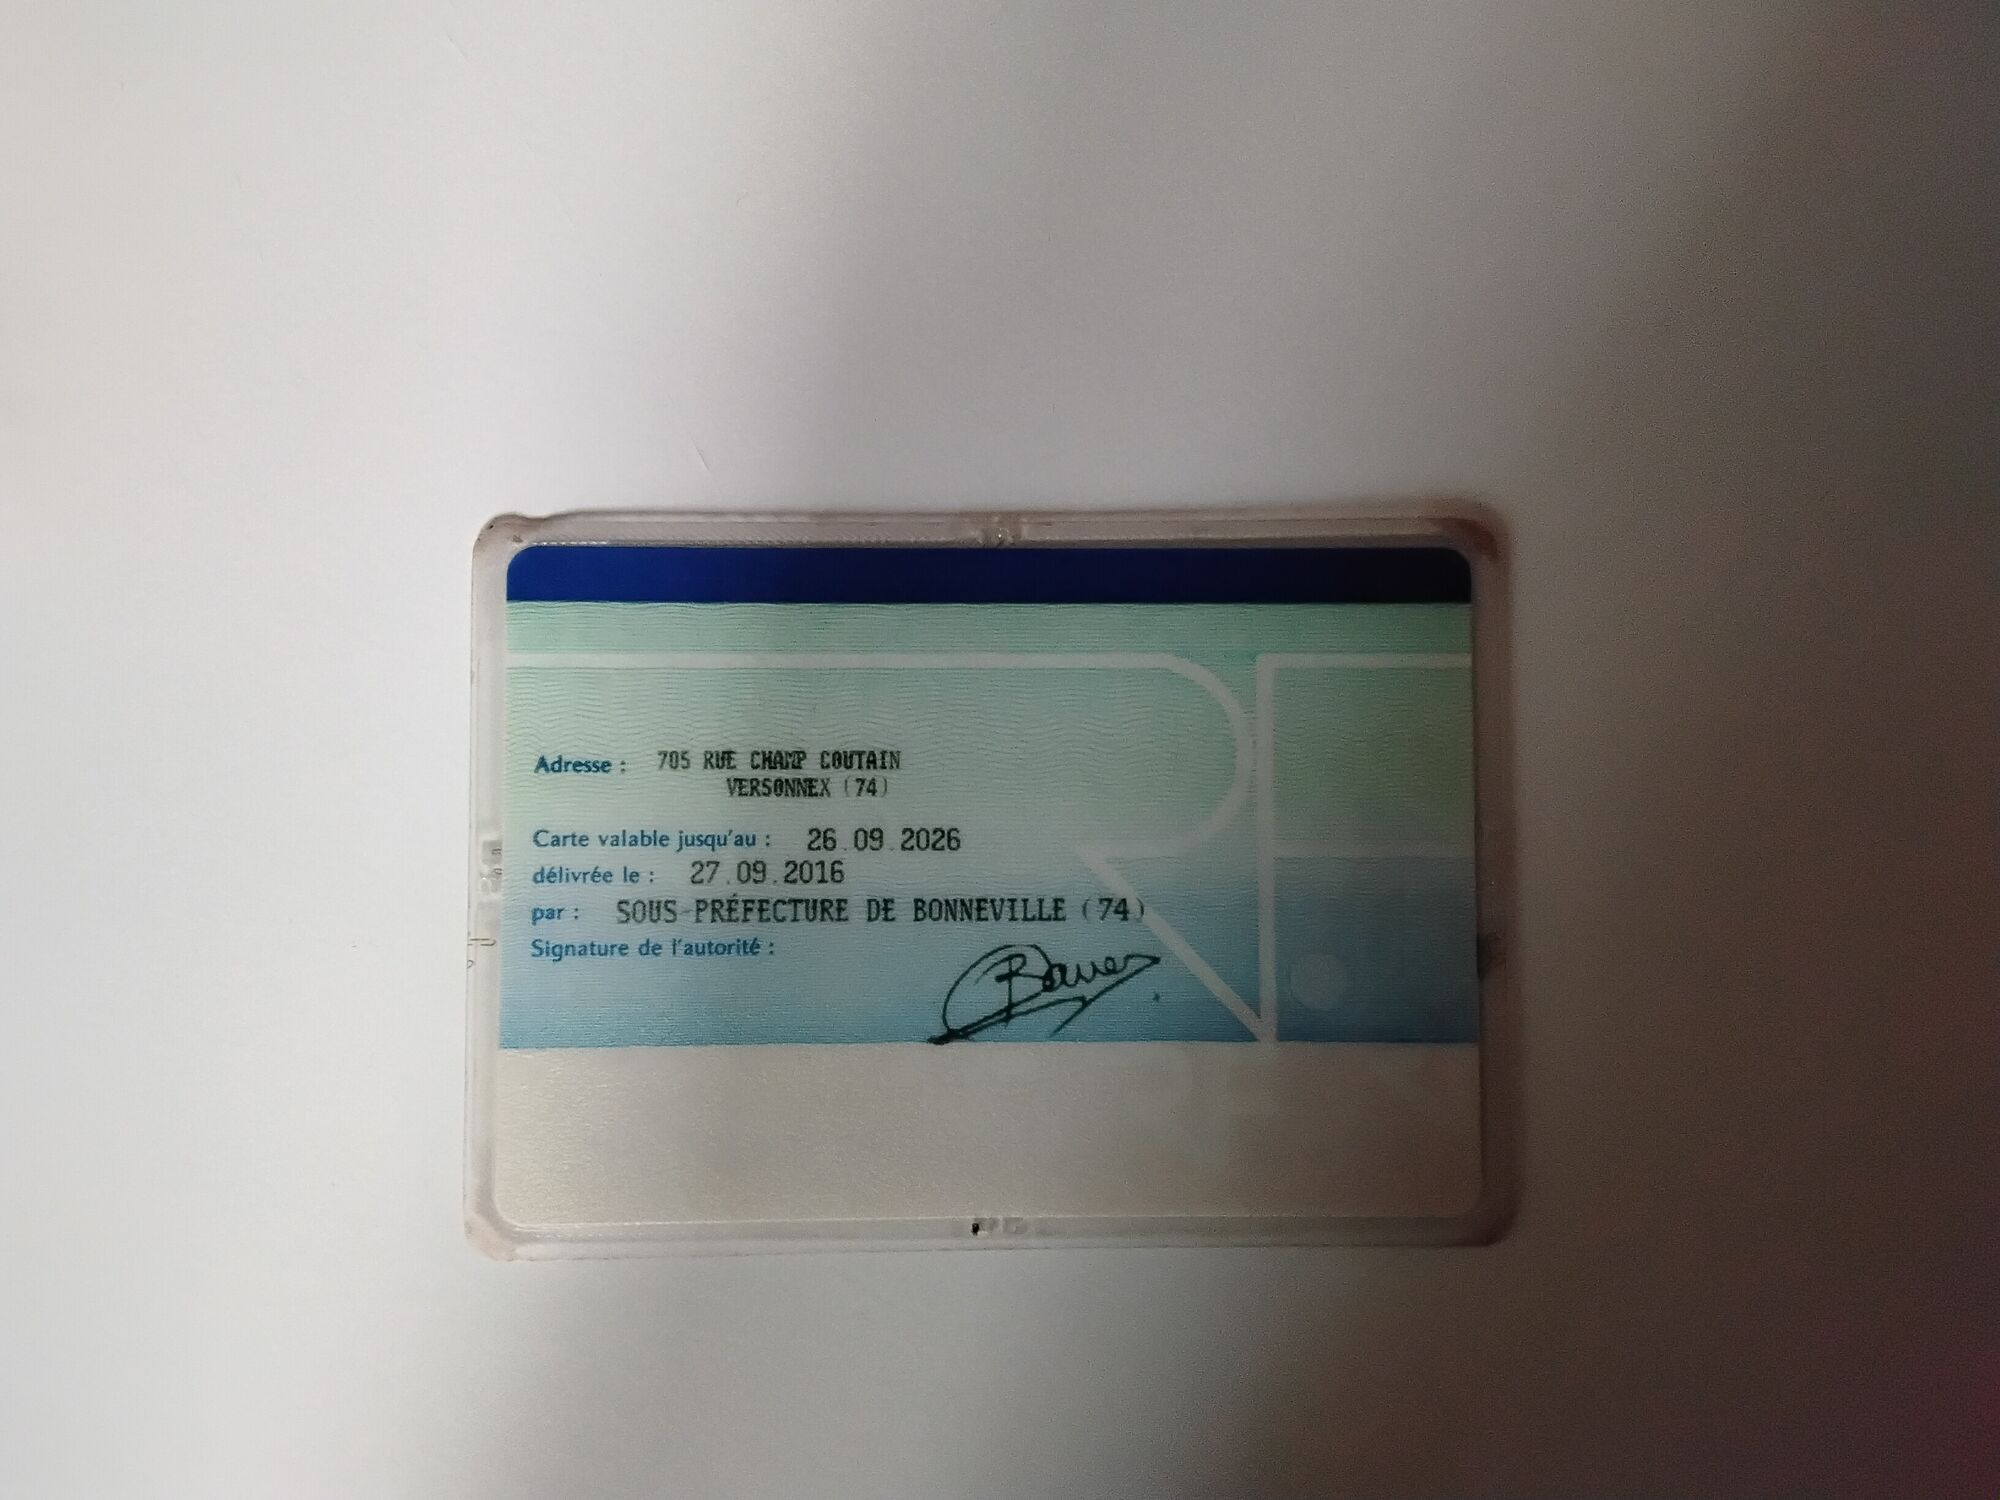 Adresse : 705 RUE CHAMP COUTAIN
VERSONNEX (74)
Carte valable jusqu'au : 26.09.2026
délivrée le : 27.09.2016
par : SOUS-PRÉFECTURE DE BONNEVILLE (74)
Signature de l'autorité :